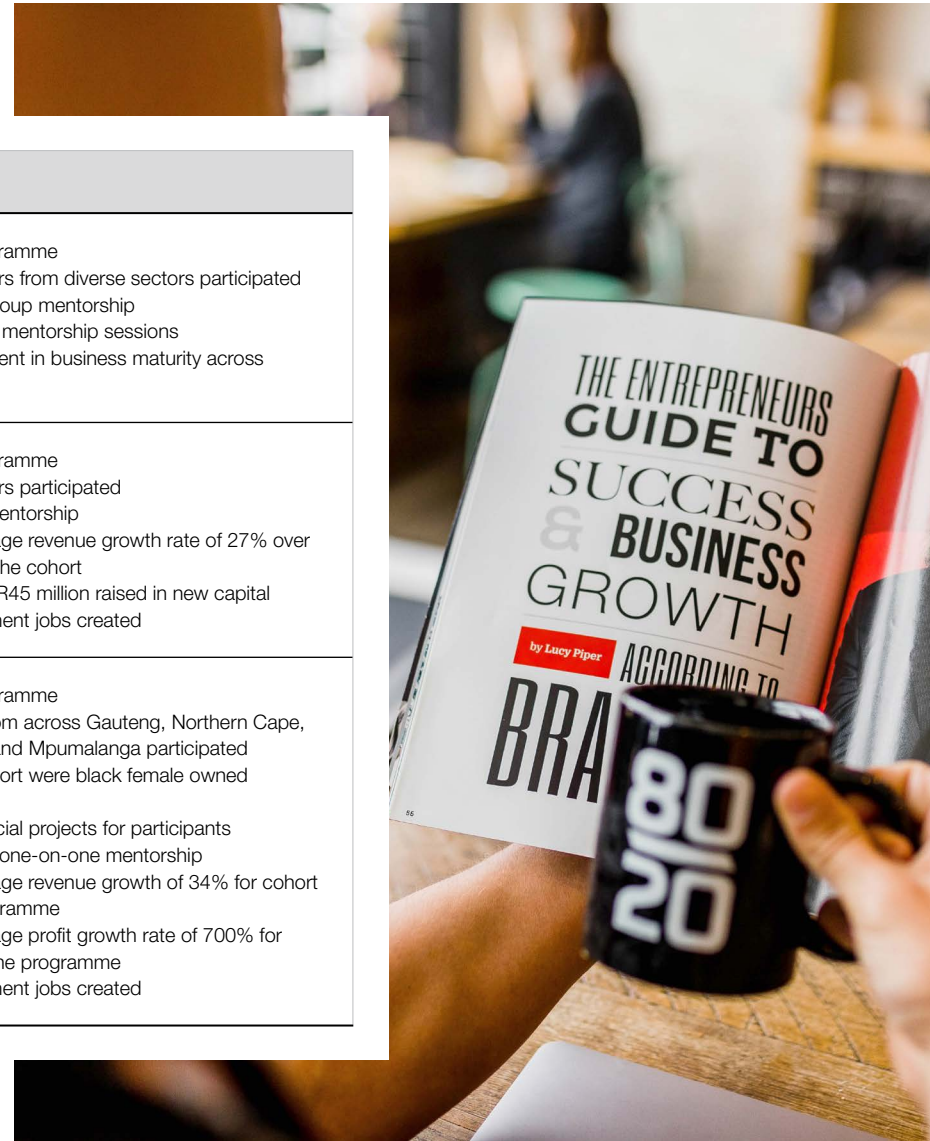 ramme
rs from diverse sectors participated
oup mentorship
mentorship sessions
ent in business maturity across
ramme
rs participated
entorship
ge revenue growth rate of 27% over
he cohort
R45 million raised in new capital
nent jobs created
ramme
om across Gauteng, Northern Cape,
nd Mpumalanga participated
ort were black female owned
cial projects for participants
one-on-one mentorship
ge revenue growth of 34% for cohort
ramme
ge profit growth rate of 700% for
he programme
nent jobs created
THE ENTREPRENEURS
GUIDE TO
SUCCESS
& BUSINESS
GROWTH
by Lucy Piper ACCORDING TO
BRA
86
80
20